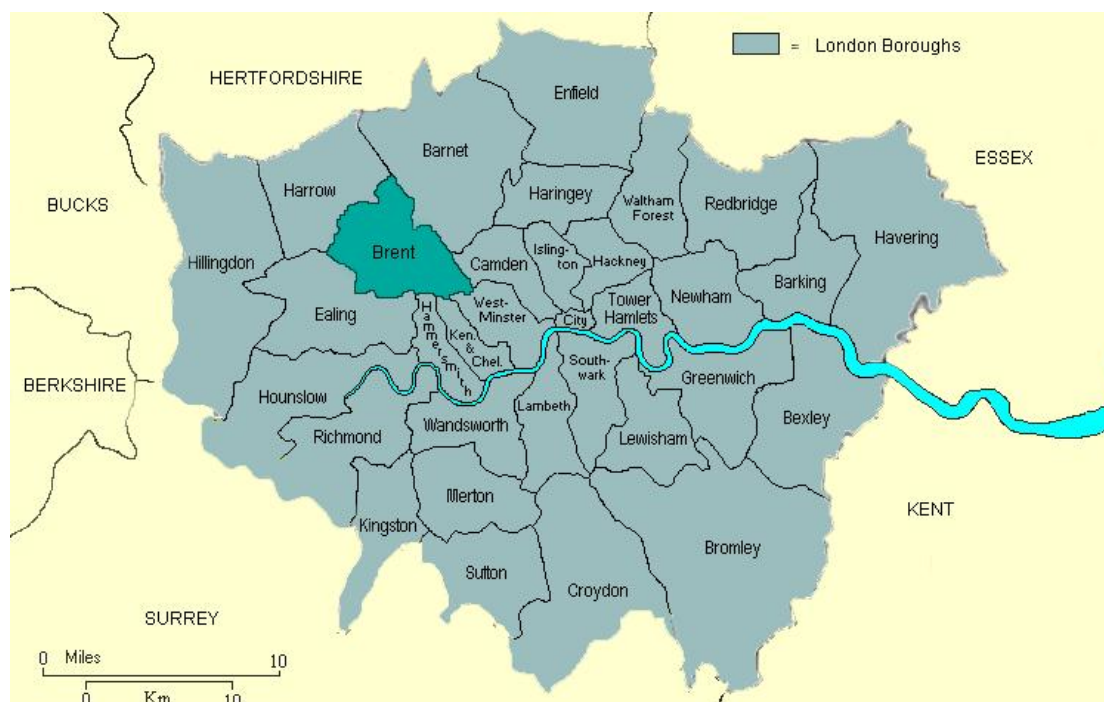 = London Boroughs
HERTFORDSHIRE
Enfield
Barnet
ESSEX
Harrow
Haringey
Waltham
Forest
Redbridge
BUCKS
Havering
Brent
Hillingdon
Camden
Isling-
ton
Hackney
Barking
Ealing
Hammersmith
West-
Minster
Ken.
&
Chel.
City
Tower
Hamlets
Newham
BERKSHIRE
Hounslow
South-
wark
Greenwich
Richmond
Wandsworth
Lambeth
Lewisham
Bexley
Merton
Kingston
KENT
Sutton
Croydon
Bromley
SURREY
0 Miles 10
0 Km 10